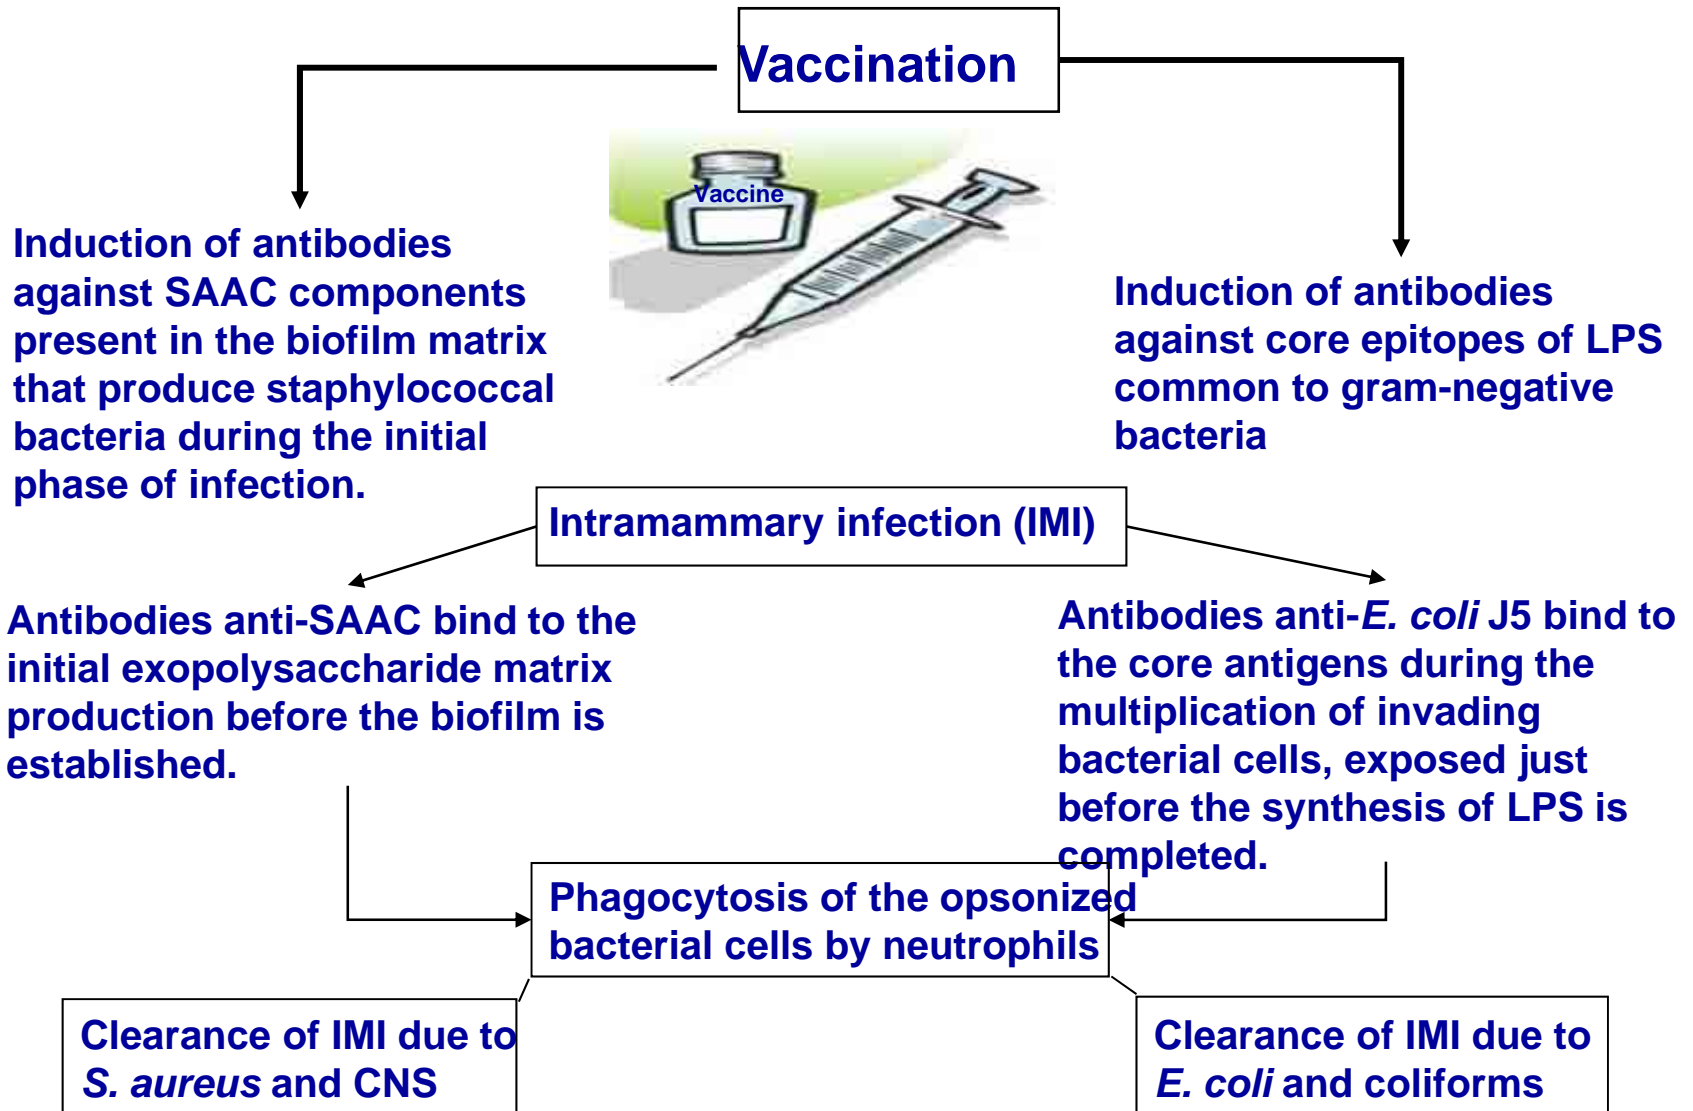 Vaccination
Vaccine
Induction of antibodies
against SAAC components
present in the biofilm matrix
that produce staphylococcal
bacteria during the initial
phase of infection.
Induction of antibodies
against core epitopes of LPS
common to gram-negative
bacteria
Intramammary infection (IMI)
Antibodies anti-SAAC bind to the
initial exopolysaccharide matrix
production before the biofilm is
established.
Antibodies anti-E. coli J5 bind to
the core antigens during the
multiplication of invading
bacterial cells, exposed just
before the synthesis of LPS is
completed.
Phagocytosis of the opsonized
bacterial cells by neutrophils
Clearance of IMI due to
S. aureus and CNS
Clearance of IMI due to
E. coli and coliforms